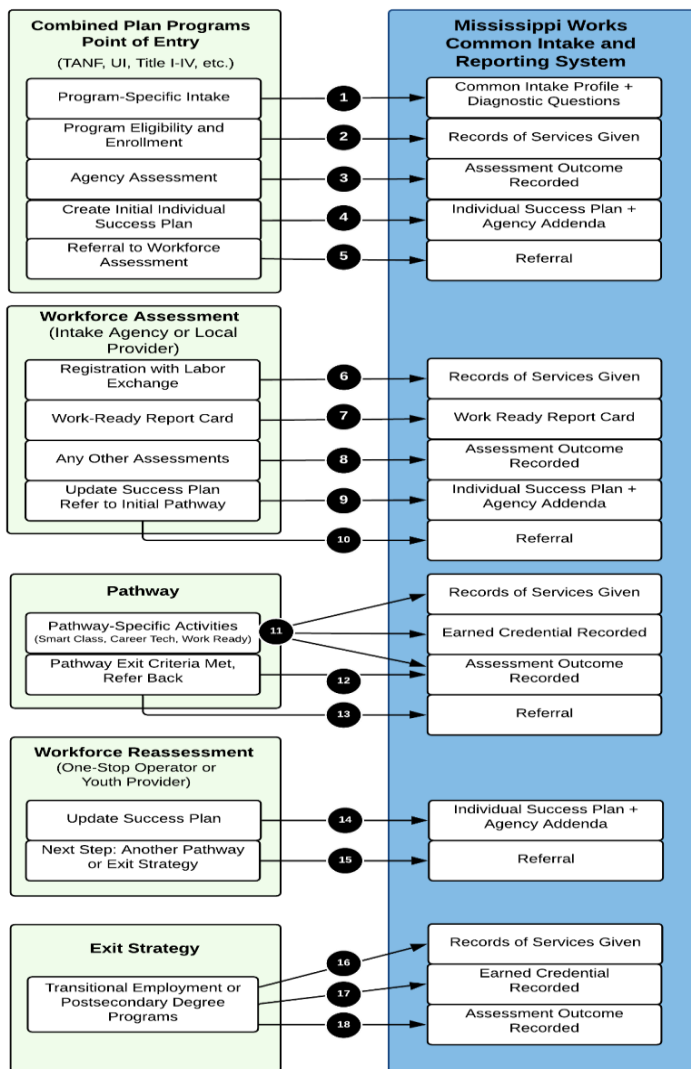 Combined Plan Programs
Point of Entry
(TANF, UI, Title I-IV, etc.)
Mississippi Works
Common Intake and
Reporting System
Program-Specific Intake
1
Common Intake Profile +
Diagnostic Questions
Program Eligibility and
Enrollment
2
Records of Services Given
Agency Assessment
3
Assessment Outcome
Recorded
Create Initial Individual
Success Plan
4
Individual Success Plan +
Agency Addenda
Referral to Workforce
Assessment
5
Referral
Workforce Assessment
(Intake Agency or Local
Provider)
Registration with Labor
Exchange
6
Records of Services Given
Work-Ready Report Card
7
Work Ready Report Card
Any Other Assessments
8
Assessment Outcome
Recorded
Update Success Plan
Refer to Initial Pathway
9
Individual Success Plan +
Agency Addenda
10
Referral
Pathway
Pathway-Specific Activities
(Smart Class, Career Tech, Work Ready)
11
Records of Services Given
Earned Credential Recorded
Pathway Exit Criteria Met,
Refer Back
12
Assessment Outcome
Recorded
13
Referral
Workforce Reassessment
(One-Stop Operator or
Youth Provider)
Update Success Plan
14
Individual Success Plan +
Agency Addenda
Next Step: Another Pathway
or Exit Strategy
15
Referral
Exit Strategy
Transitional Employment or
Postsecondary Degree
Programs
16
Records of Services Given
17
Earned Credential
Recorded
18
Assessment Outcome
Recorded